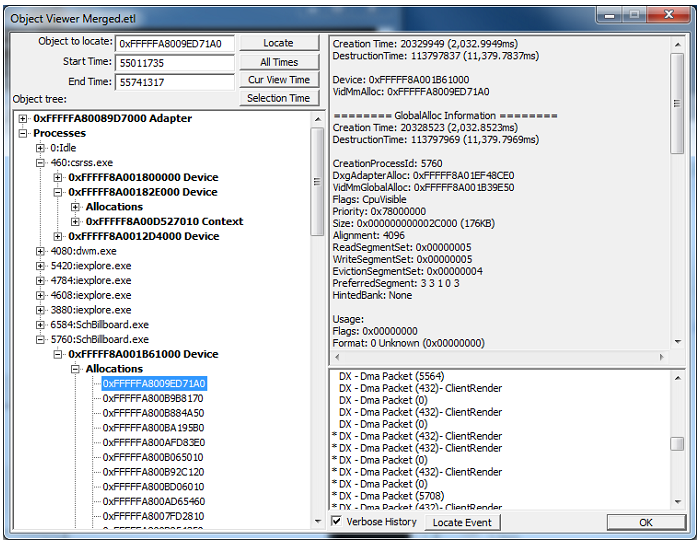 Object Viewer Merged.etl
Object to locate: 0xFFFFFA8009ED71A0 Locate
Start Time: 55011735 All Times
End Time: 55741317 Cur View Time
Object tree: Selection Time
0xFFFFFA80089D7000 Adapter
Processes
0:Idle
460:csrss.exe
0xFFFFF8A001800000 Device
0xFFFFF8A00182E000 Device
Allocations
0xFFFFF8A00D527010 Context
0xFFFFF8A0012D4000 Device
4080:dwm.exe
5420:iexplore.exe
4784:iexplore.exe
4608:iexplore.exe
3880:iexplore.exe
6584:SchBillboard.exe
5760:SchBillboard.exe
0xFFFFF8A001B61000 Device
Allocations
0xFFFFFA8009ED71A0
0xFFFFFA800B9B8170
0xFFFFFA800B884A50
0xFFFFFA800BA195B0
0xFFFFFA800AFD83E0
0xFFFFFA800B065010
0xFFFFFA800B92C120
0xFFFFFA800BD06010
0xFFFFFA800AD65460
0xFFFFFA8007FD2810
Creation Time: 20329949 (2,032.9949ms)
DestructionTime: 113797837 (11,379.7837ms)
Device: 0xFFFFF8A001B61000
VidMmAlloc: 0xFFFFFA8009ED71A0
======== GlobalAlloc Information ========
Creation Time: 20328523 (2,032.8523ms)
DestructionTime: 113797969 (11,379.7969ms)
CreationProcessId: 5760
DxgAdapterAlloc: 0xFFFFF8A01EF48CE0
VidMmGlobalAlloc: 0xFFFFF8A001B39E50
Flags: CpuVisible
Priority: 0x78000000
Size: 0x000000000002C000 (176KB)
Alignment: 4096
ReadSegmentSet: 0x00000005
WriteSegmentSet: 0x00000005
EvictionSegmentSet: 0x00000004
PreferredSegment: 3 3 1 0 3
HintedBank: None
Usage:
Flags: 0x00000000
Format: 0 Unknown (0x00000000)
DX - Dma Packet (5564)
DX - Dma Packet (432)- ClientRender
DX - Dma Packet (0)
DX - Dma Packet (432)- ClientRender
DX - Dma Packet (0)
* DX - Dma Packet (432)- ClientRender
* DX - Dma Packet (432)- ClientRender
* DX - Dma Packet (0)
* DX - Dma Packet (432)- ClientRender
* DX - Dma Packet (0)
* DX - Dma Packet (5708)
* DX - Dma Packet (432)- ClientRender
Verbose History Locate Event OK